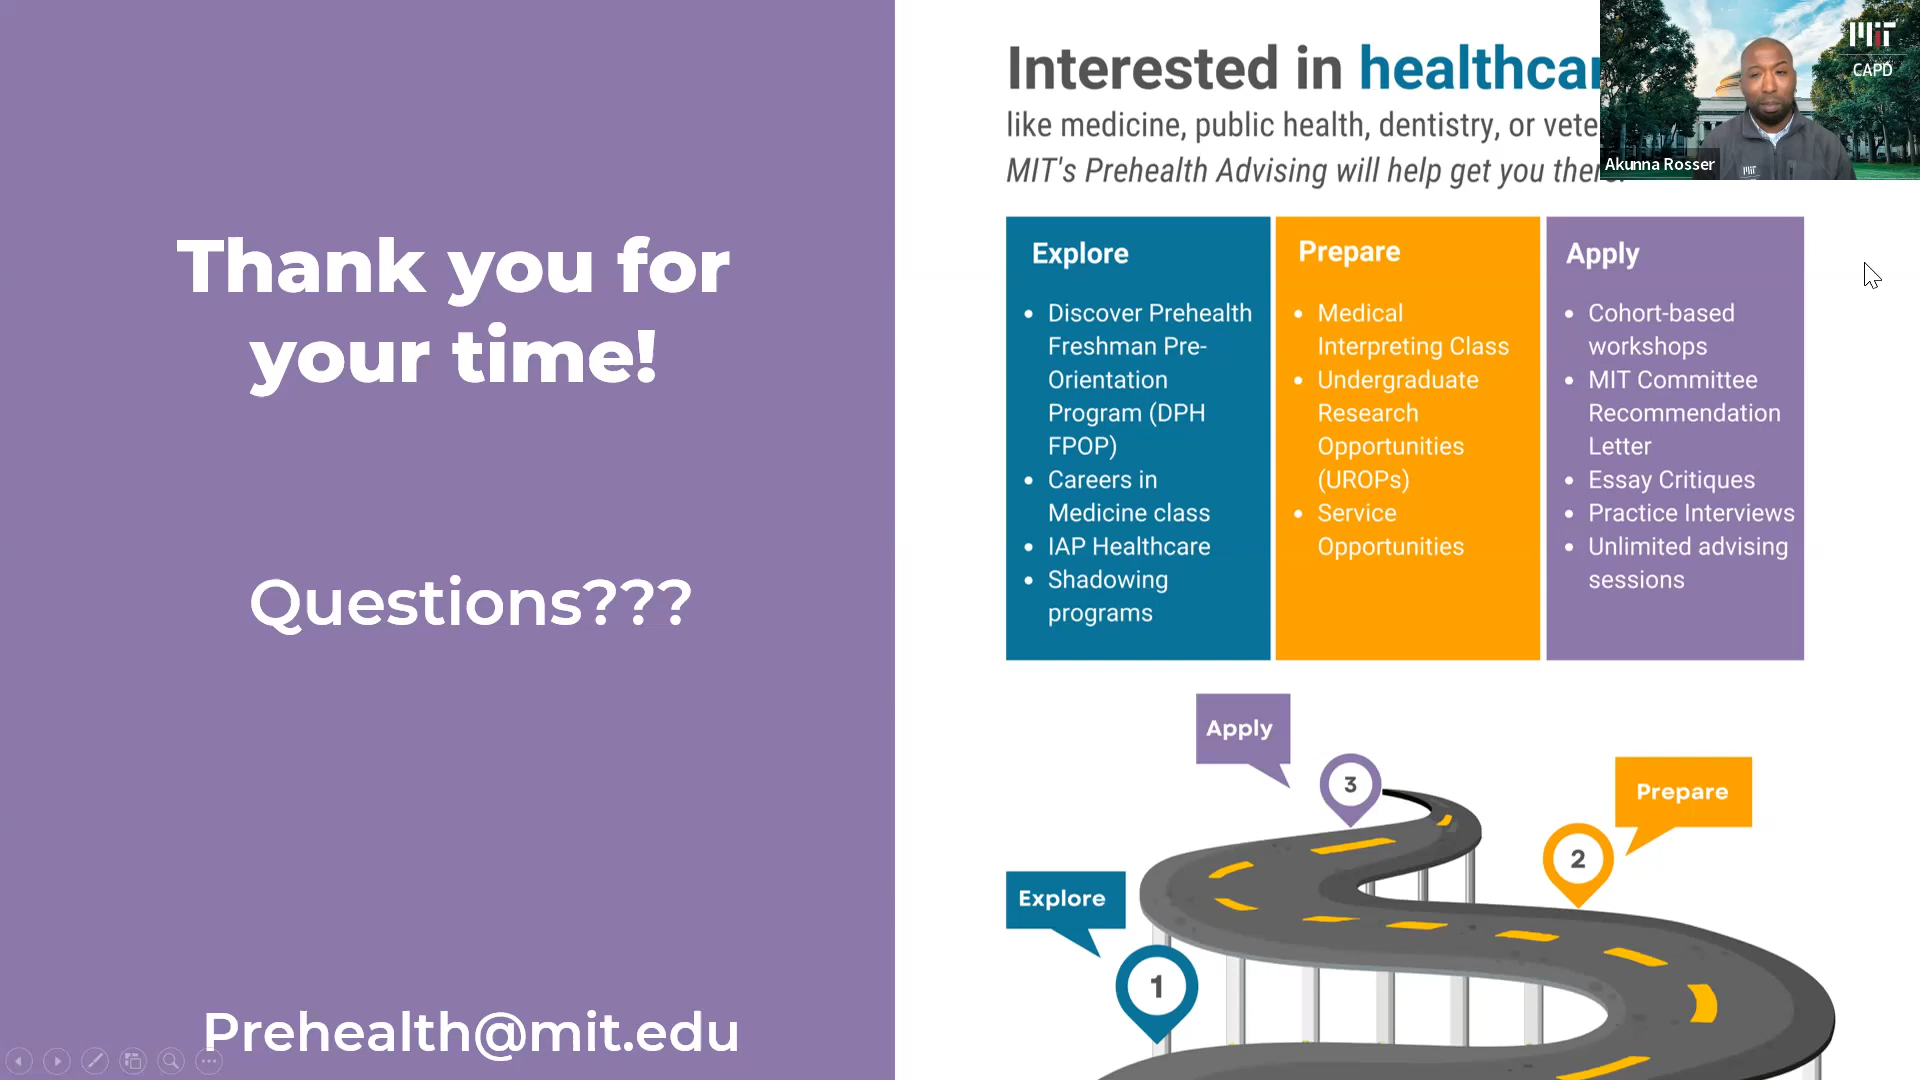 Thank you for
your time!
Questions???
Prehealth@mit.edu
Interested in
like medicine, public health, dentistry, or
MIT's Prehealth Advising will help get you
MIT
CAPD
Akunna Rosser
MIT
Explore
• Discover Prehealth
Freshman Pre-
Orientation
Program (DPH
FPOP)
• Careers in
Medicine class
• IAP Healthcare
• Shadowing
programs
Prepare
• Medical
Interpreting Class
• Undergraduate
Research
Opportunities
(UROPs)
• Service
Opportunities
Apply
• Cohort-based
workshops
• MIT Committee
Recommendation
Letter
• Essay Critiques
• Practice Interviews
• Unlimited advising
sessions
Apply
3
Prepare
2
Explore
1